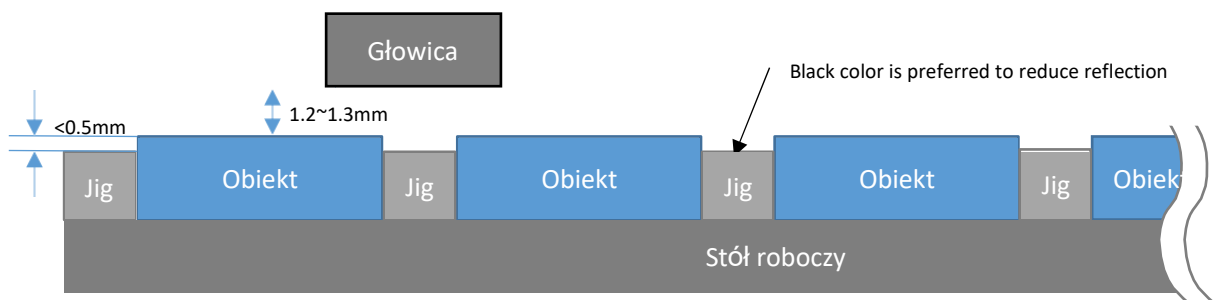 Głowica
Black color is preferred to reduce reflection
1.2~1.3mm
<0.5mm
Jig
Obiekt
Jig
Obiekt
Jig
Obiekt
Jig
Obiekt
Stół roboczy